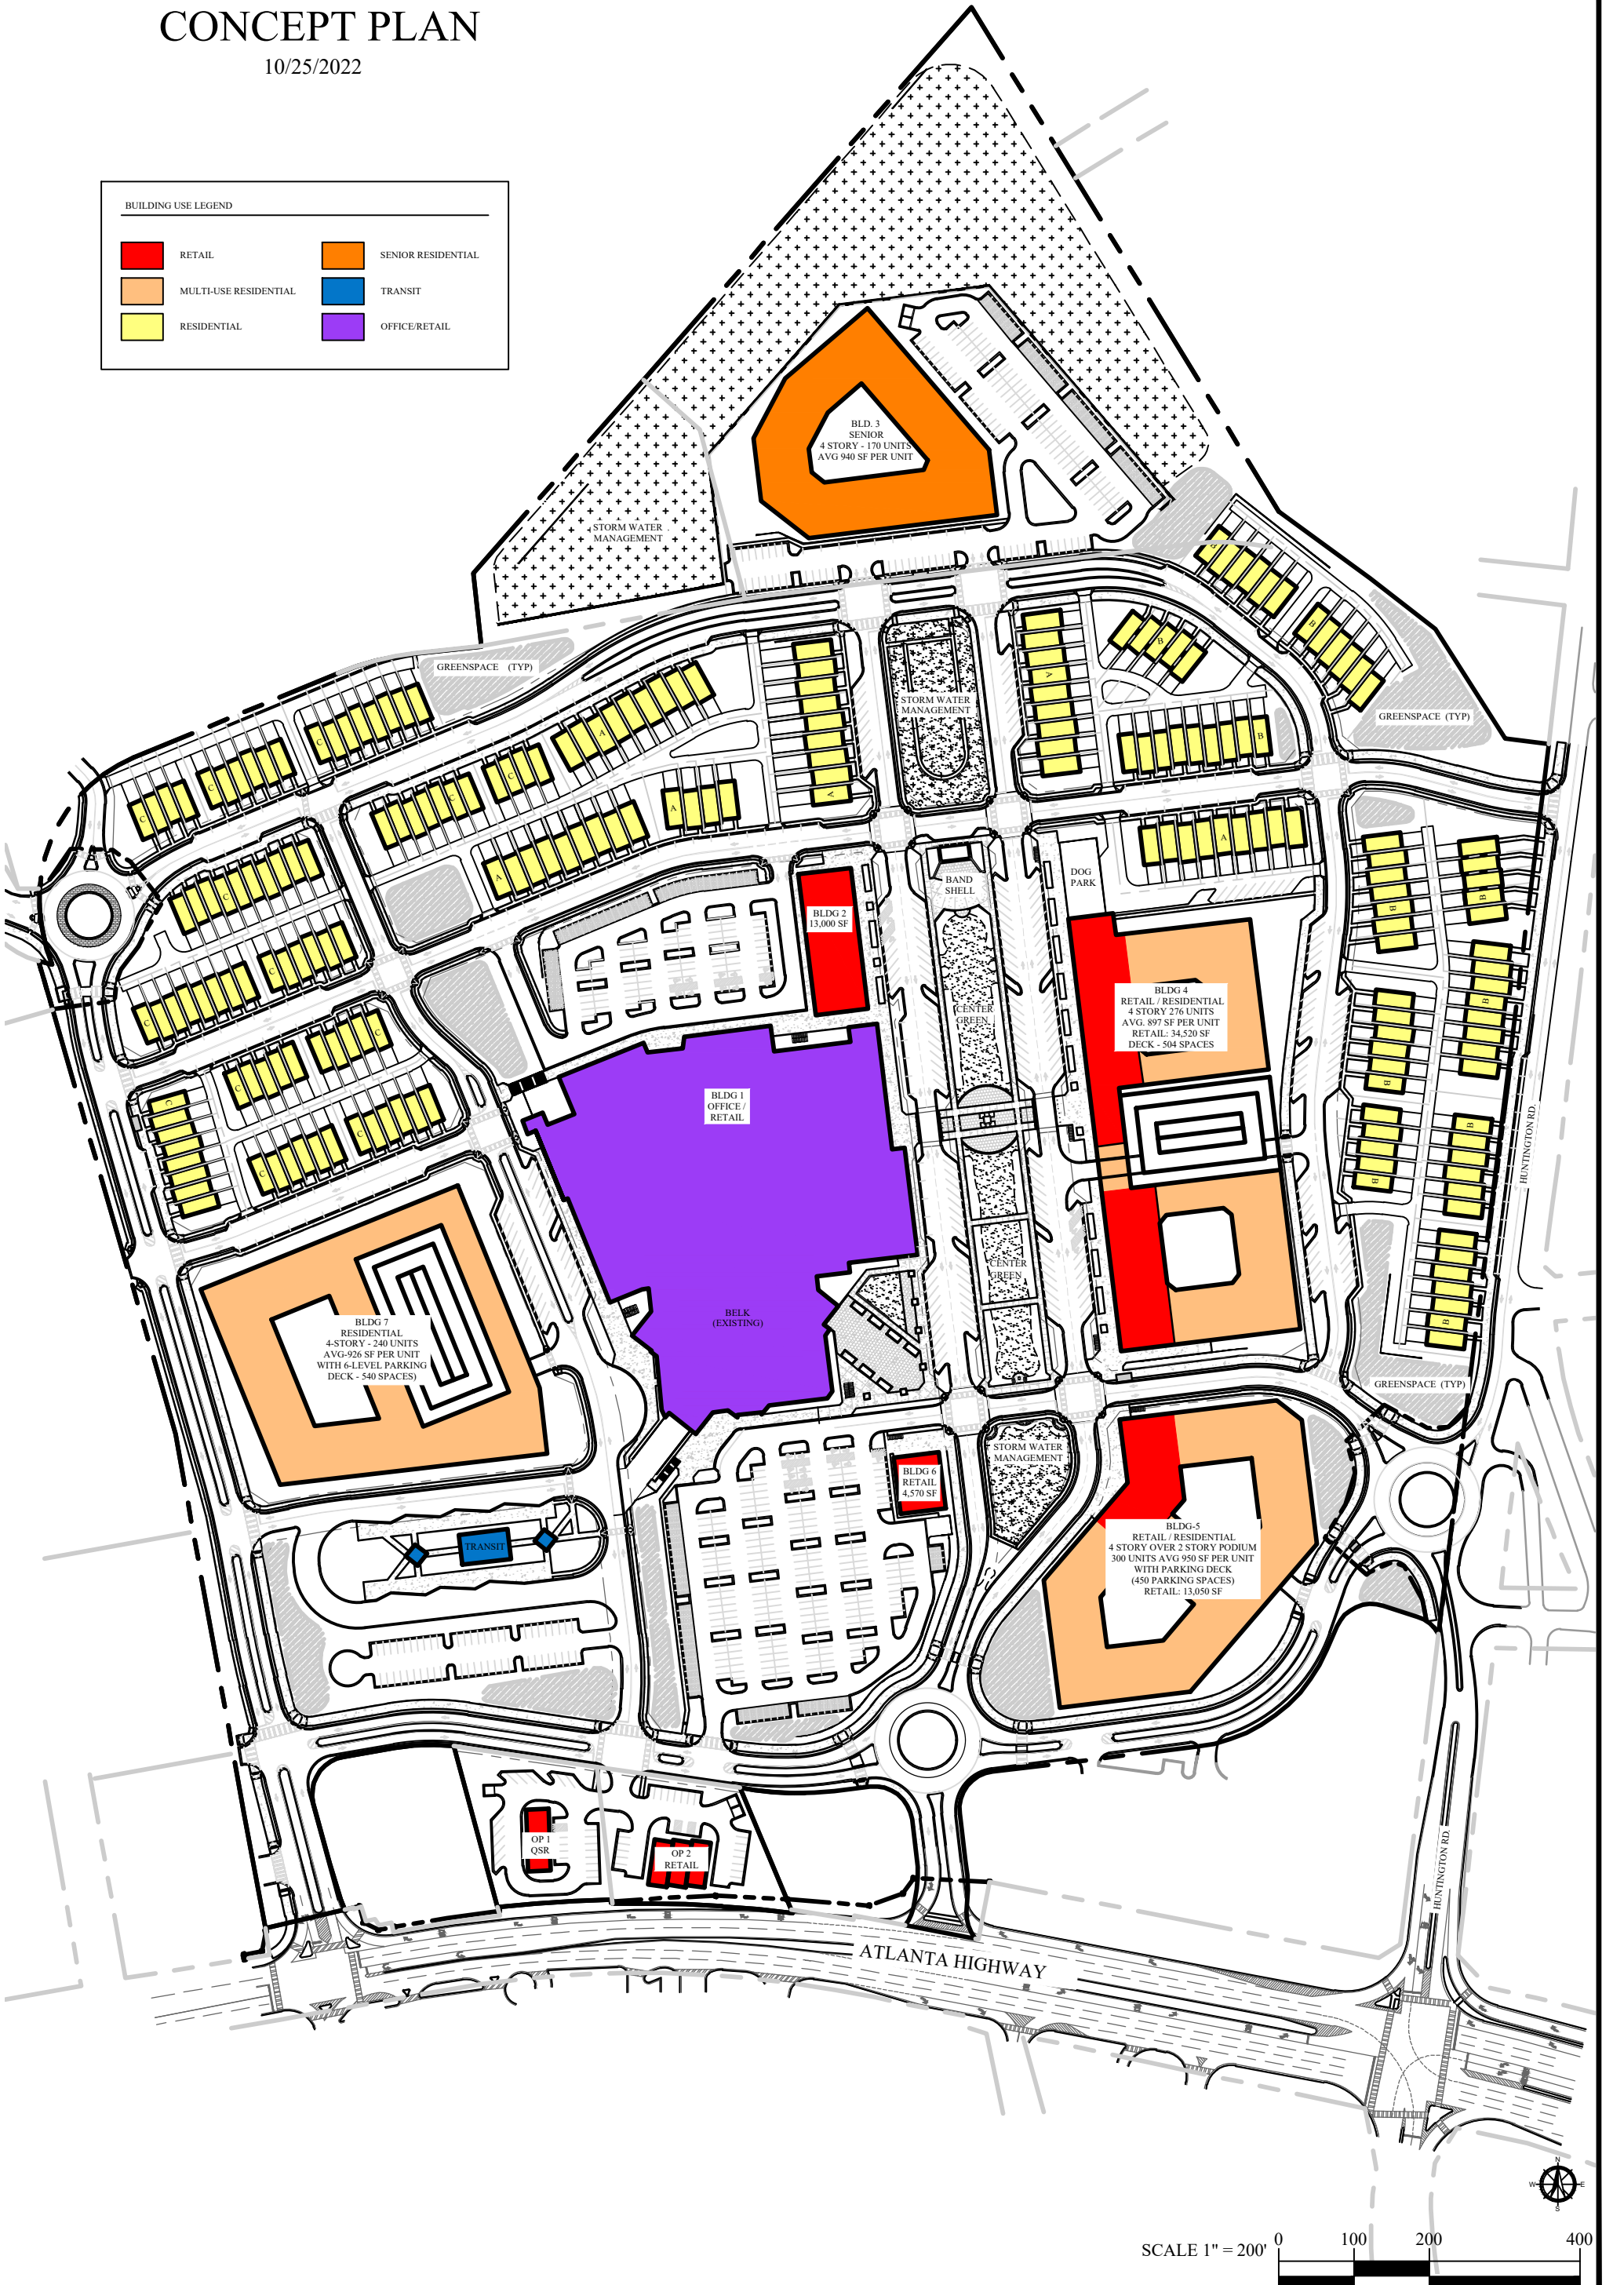 CONCEPT PLAN
10/25/2022
BUILDING USE LEGEND
RETAIL
SENIOR RESIDENTIAL
MULTI-USE RESIDENTIAL
TRANSIT
RESIDENTIAL
OFFICE/RETAIL
BLD. 3
SENIOR
4 STORY - 170 UNITS
AVG 940 SF PER UNIT
STORM WATER
MANAGEMENT
GREENSPACE (TYP)
STORM WATER
MANAGEMENT
GREENSPACE (TYP)
B
B
B
B
A
A
A
A
A
A
C
C
C
C
C
C
C
C
C
C
C
C
C
BAND
SHELL
DOG
PARK
BLDG 2
13,000 SF
CENTER
GREEN
BLDG 4
RETAIL / RESIDENTIAL
4 STORY 276 UNITS
AVG. 897 SF PER UNIT
RETAIL: 34,520 SF
DECK - 504 SPACES
B
B
B
B
B
B
B
BLDG 1
OFFICE /
RETAIL
HUNTINGTON RD.
CENTER
GREEN
BELK
(EXISTING)
BLDG 7
RESIDENTIAL
4-STORY - 240 UNITS
AVG-926 SF PER UNIT
WITH 6-LEVEL PARKING
DECK - 540 SPACES)
GREENSPACE (TYP)
STORM WATER
MANAGEMENT
BLDG 6
RETAIL
4,570 SF
BLDG-5
RETAIL / RESIDENTIAL
4 STORY OVER 2 STORY PODIUM
300 UNITS AVG 950 SF PER UNIT
WITH PARKING DECK
(450 PARKING SPACES)
RETAIL: 13,050 SF
TRANSIT
OP 1
QSR
OP 2
RETAIL
HUNTINGTON RD.
ATLANTA HIGHWAY
N
W
E
S
SCALE 1" = 200'
0
100
200
400